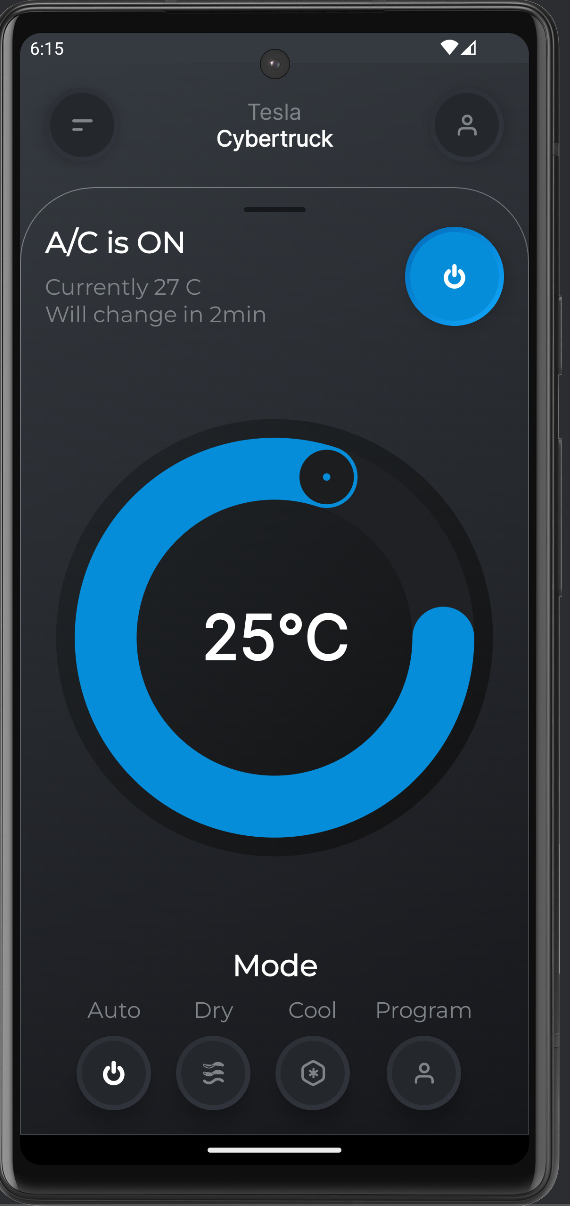 6:15
Tesla
Cybertruck
A/C is ON
Currently 27 C
Will change in 2min
25°C
Mode
Auto Dry Cool Program